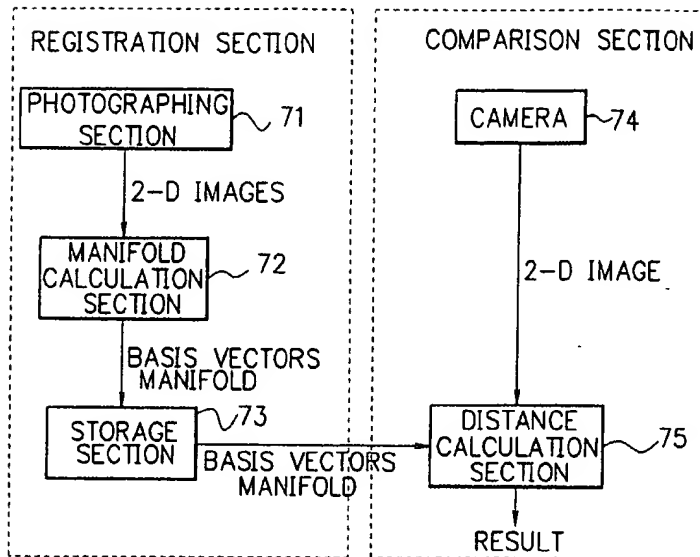 REGISTRATION SECTION
PHOTOGRAPHING
SECTION
71
2-D IMAGES
MANIFOLD
CALCULATION
SECTION
72
BASIS VECTORS
MANIFOLD
STORAGE
SECTION
73
BASIS VECTORS
MANIFOLD
COMPARISON SECTION
CAMERA
74
2-D IMAGE
DISTANCE
CALCULATION
SECTION
75
RESULT